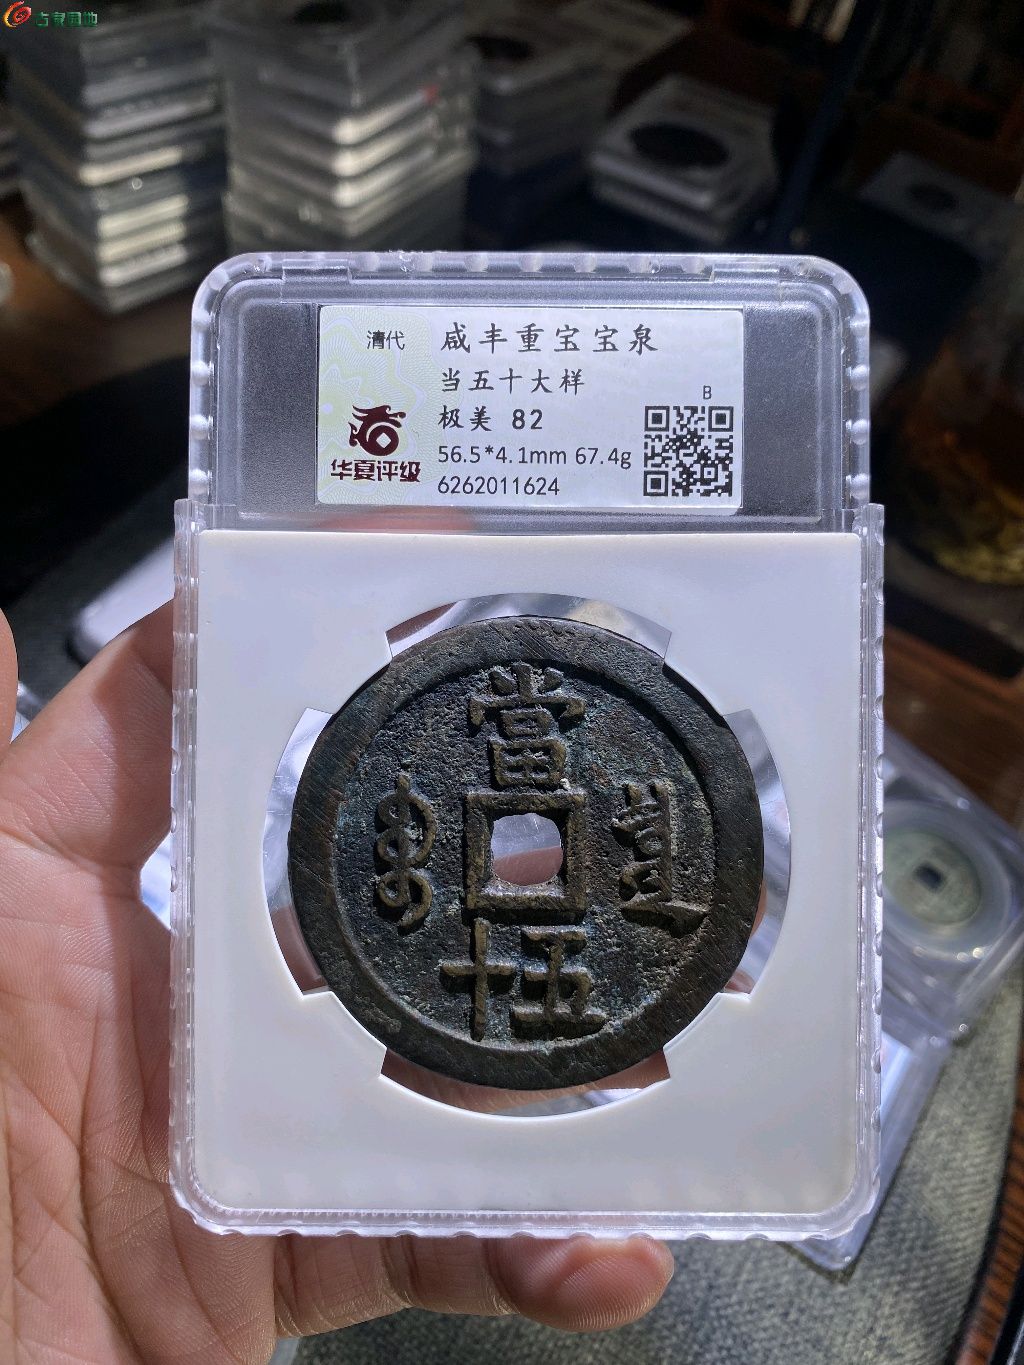 古泉园地
清代
咸丰重宝宝泉
当五十大样
极美 82
56.5*4.1mm 67.4g
6262011624
B
华夏评级
當
五十